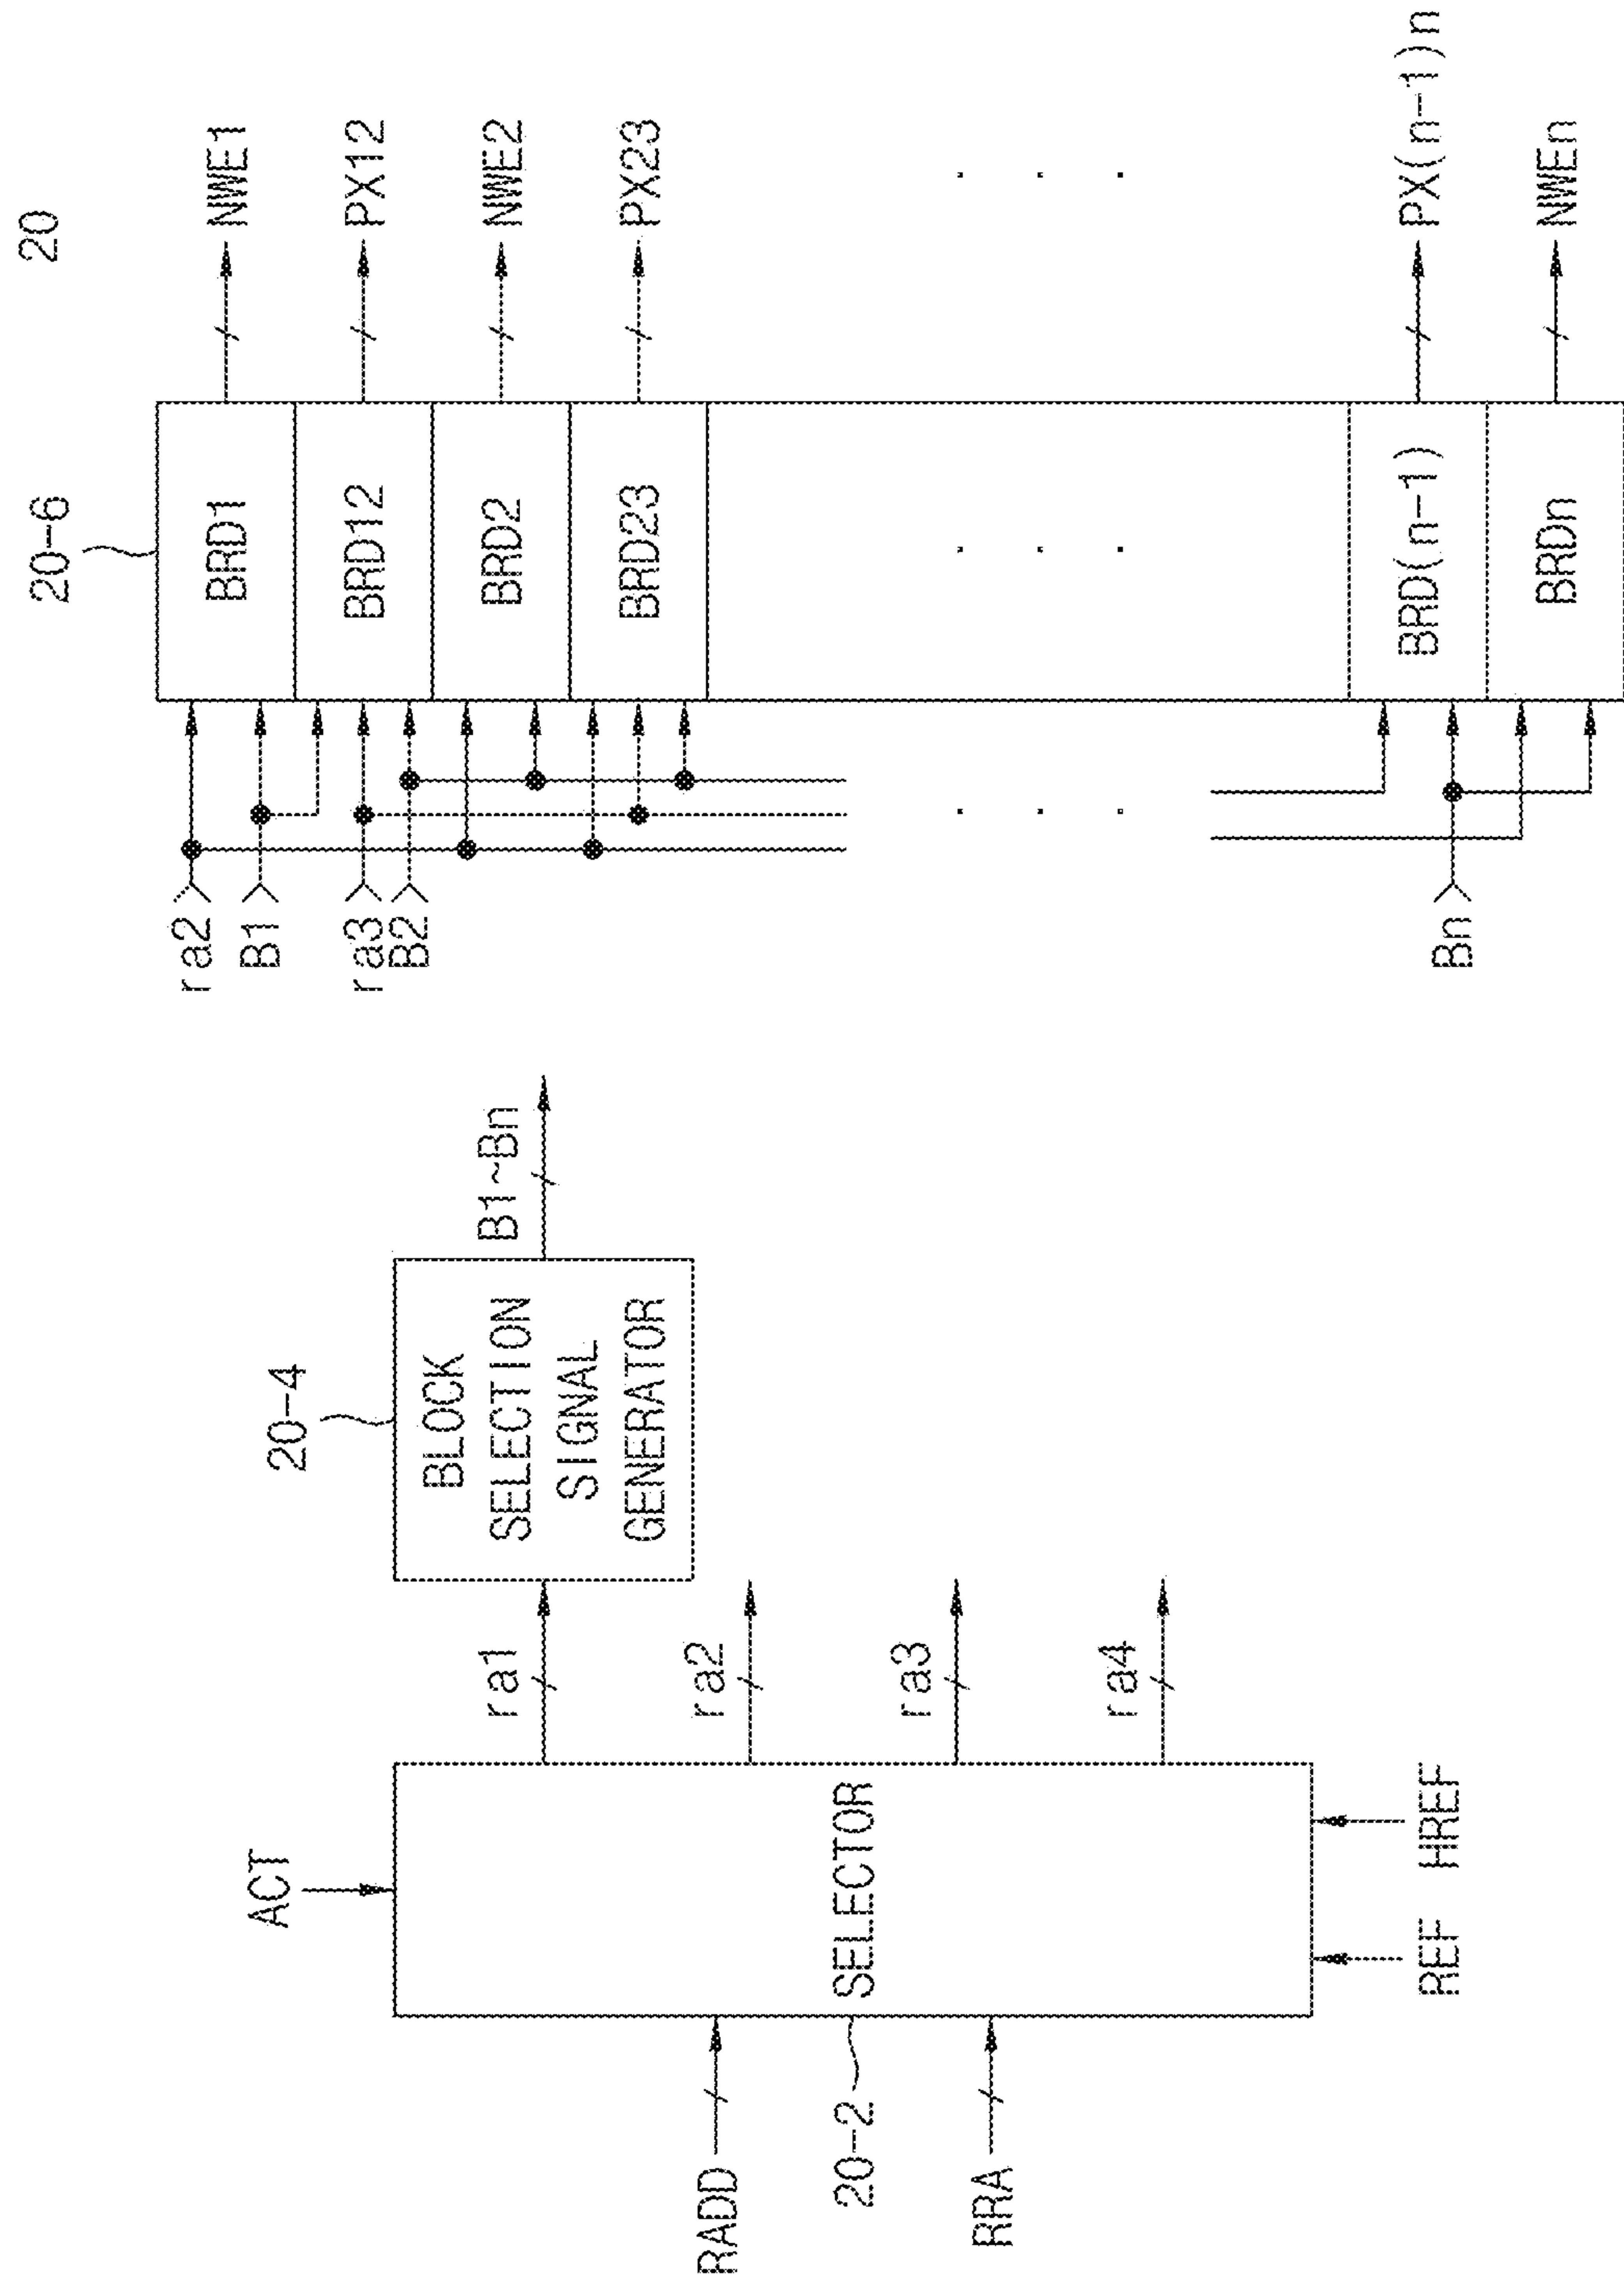 20
ACT
RADD
20-2
RRA
SELECTOR
REF
HREF
ra1
ra2
ra3
ra4
20-4
BLOCK
SELECTION
SIGNAL
GENERATOR
B1~Bn
20-6
ra2
B1
ra3
B2
Bn
BRD1
BRD12
BRD2
BRD23
. . .
. . .
BRD(n-1)
BRDn
NWE1
PX12
NWE2
PX23
. . .
PX(n-1)n
NWEn